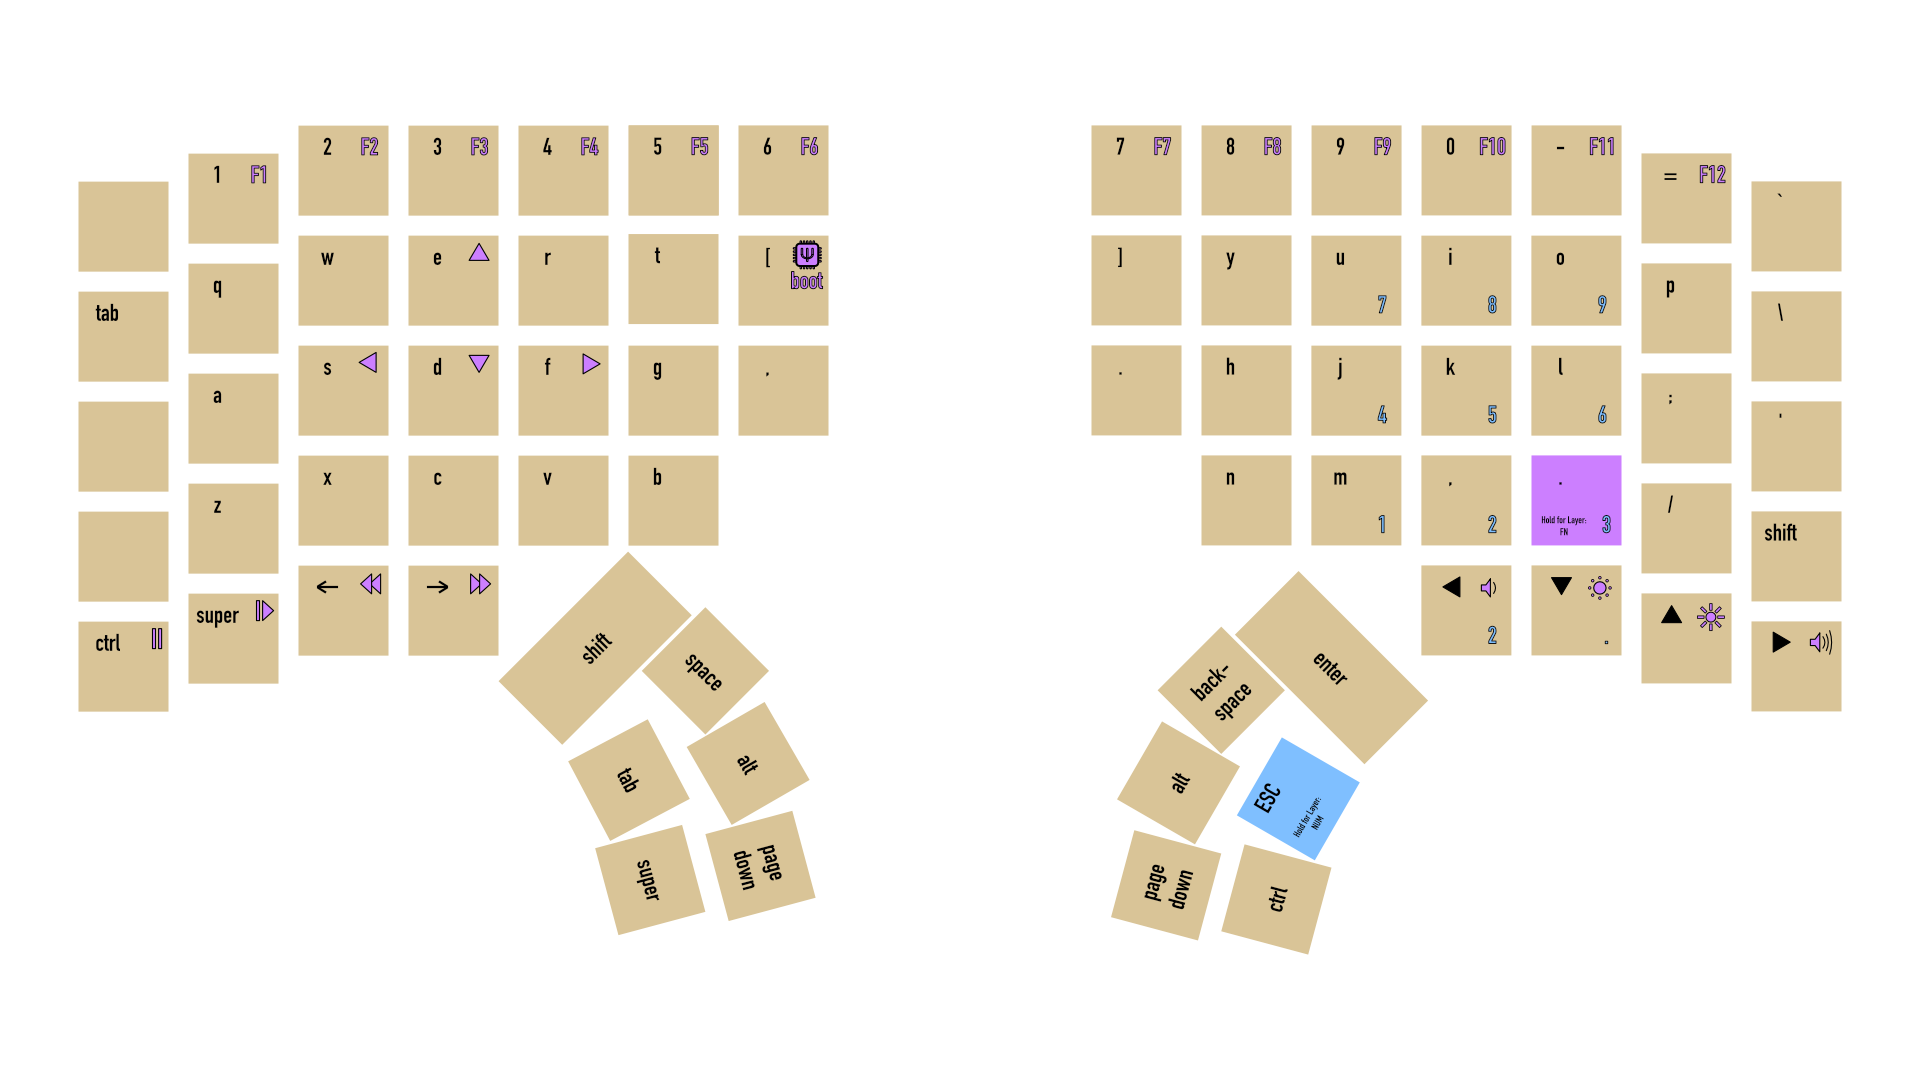 2 F2
3 F3
4 F4
5 F5
6 F6
7 F7
8 F8
9 F9
0 F10
- F11
1 F1
= F12
`
w
e
r
t
[
boot
]
y
u
7
i
8
o
9
q
p
tab
\
s
d
f
g
,
.
h
j
4
k
5
l
6
a
;
'
x
c
v
b
n
m
1
,
2
.
Hold for Layer:
FN
3
z
/
shift
← 
→
2
.
super
ctrl
shift
space
tab
alt
super
page
down
back-
space
enter
alt
ESC
Hold for Layer:
NUM
page
down
ctrl